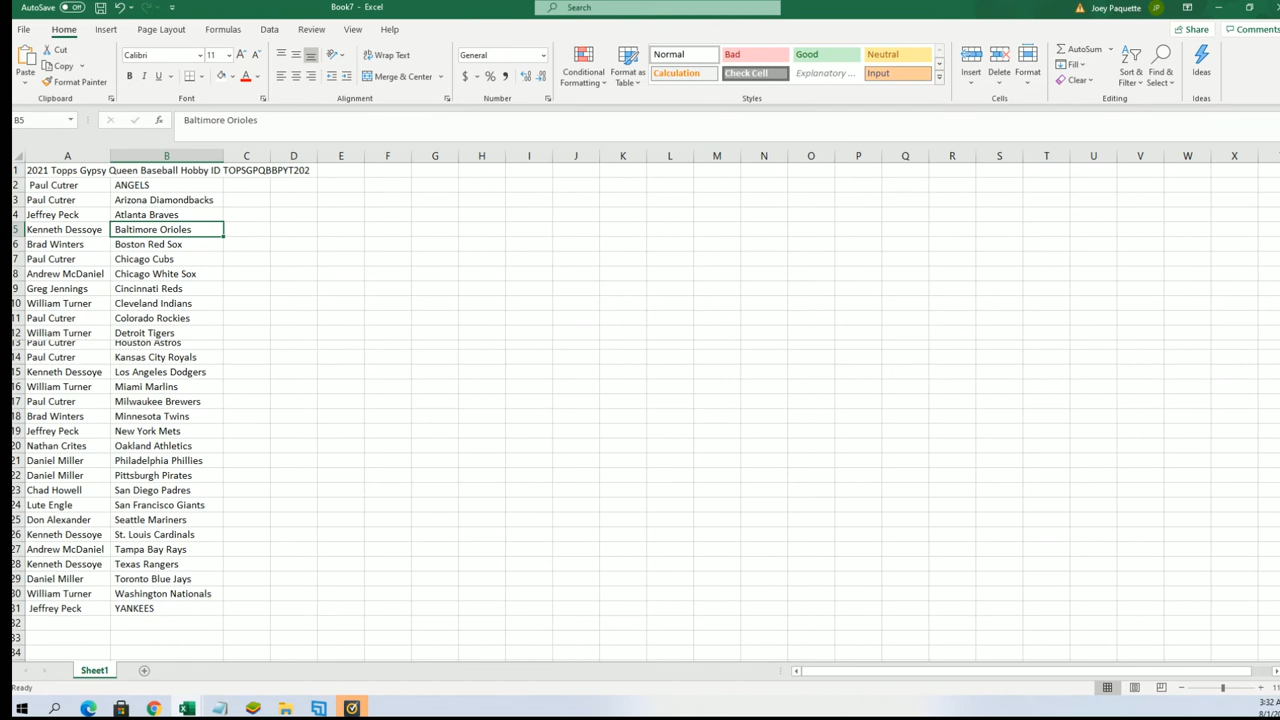 AutoSave Off Book7 - Excel Search Joey Paquette JP
File Home Insert Page Layout Formulas Data Review View Help Share Comments
Paste Cut Copy Format Painter Calibri 11 Wrap Text Merge & Center General Conditional Formatting Format as Table Normal Bad Good Neutral Calculation Check Cell Explanatory ... Input Insert Delete Format AutoSum Fill Clear Sort & Filter Find & Select Ideas
Clipboard Font Alignment Number Styles Cells Editing Ideas
B5 fx Baltimore Orioles
A B C D E F G H I J K L M N O P Q R S T U V W X
1 2021 Topps Gypsy Queen Baseball Hobby ID TOPSGPQBBPYT202
2 Paul Cutrer ANGELS
3 Paul Cutrer Arizona Diamondbacks
4 Jeffrey Peck Atlanta Braves
5 Kenneth Dessoye Baltimore Orioles
6 Brad Winters Boston Red Sox
7 Paul Cutrer Chicago Cubs
8 Andrew McDaniel Chicago White Sox
9 Greg Jennings Cincinnati Reds
10 William Turner Cleveland Indians
11 Paul Cutrer Colorado Rockies
12 William Turner Detroit Tigers
13 Paul Cutrer Houston Astros
14 Paul Cutrer Kansas City Royals
15 Kenneth Dessoye Los Angeles Dodgers
16 William Turner Miami Marlins
17 Paul Cutrer Milwaukee Brewers
18 Brad Winters Minnesota Twins
19 Jeffrey Peck New York Mets
20 Nathan Crites Oakland Athletics
21 Daniel Miller Philadelphia Phillies
22 Daniel Miller Pittsburgh Pirates
23 Chad Howell San Diego Padres
24 Lute Engle San Francisco Giants
25 Don Alexander Seattle Mariners
26 Kenneth Dessoye St. Louis Cardinals
27 Andrew McDaniel Tampa Bay Rays
28 Kenneth Dessoye Texas Rangers
29 Daniel Miller Toronto Blue Jays
30 William Turner Washington Nationals
31 Jeffrey Peck YANKEES
32
33
34
Sheet1
Ready
3:32
8/1/